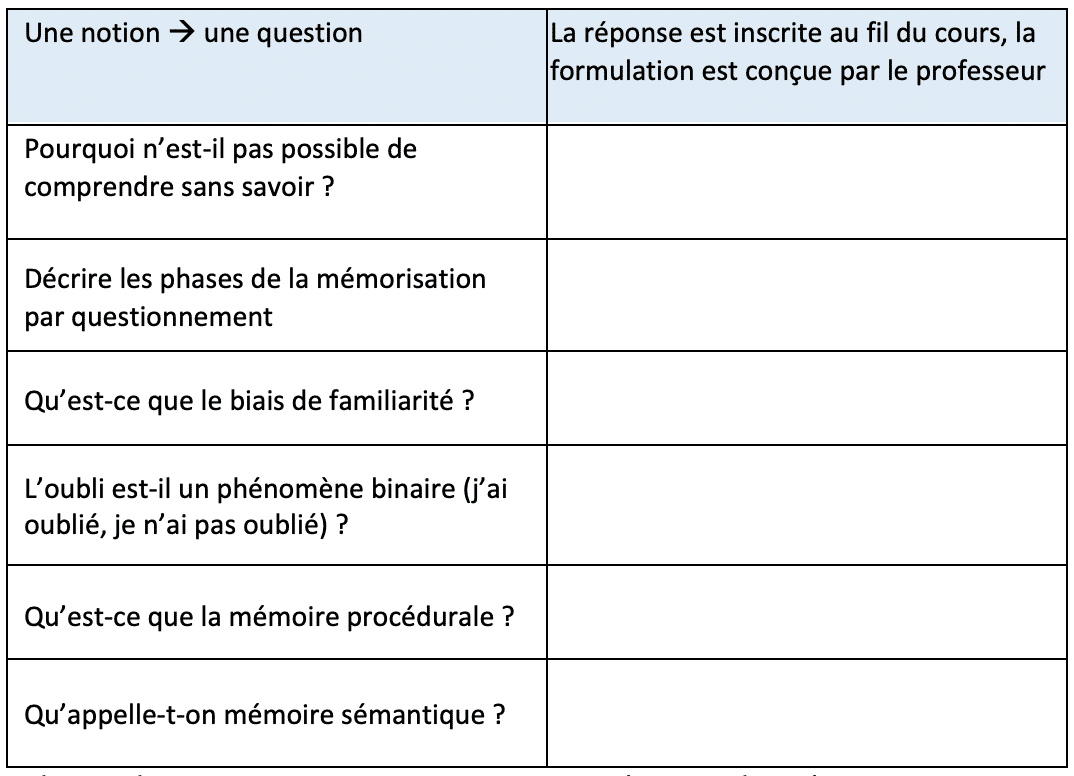 Une notion → une question
La réponse est inscrite au fil du cours, la
formulation est conçue par le professeur
Pourquoi n’est-il pas possible de
comprendre sans savoir ?
Décrire les phases de la mémorisation
par questionnement
Qu’est-ce que le biais de familiarité ?
L’oubli est-il un phénomène binaire (j’ai
oublié, je n’ai pas oublié) ?
Qu’est-ce que la mémoire procédurale ?
Qu’appelle-t-on mémoire sémantique ?